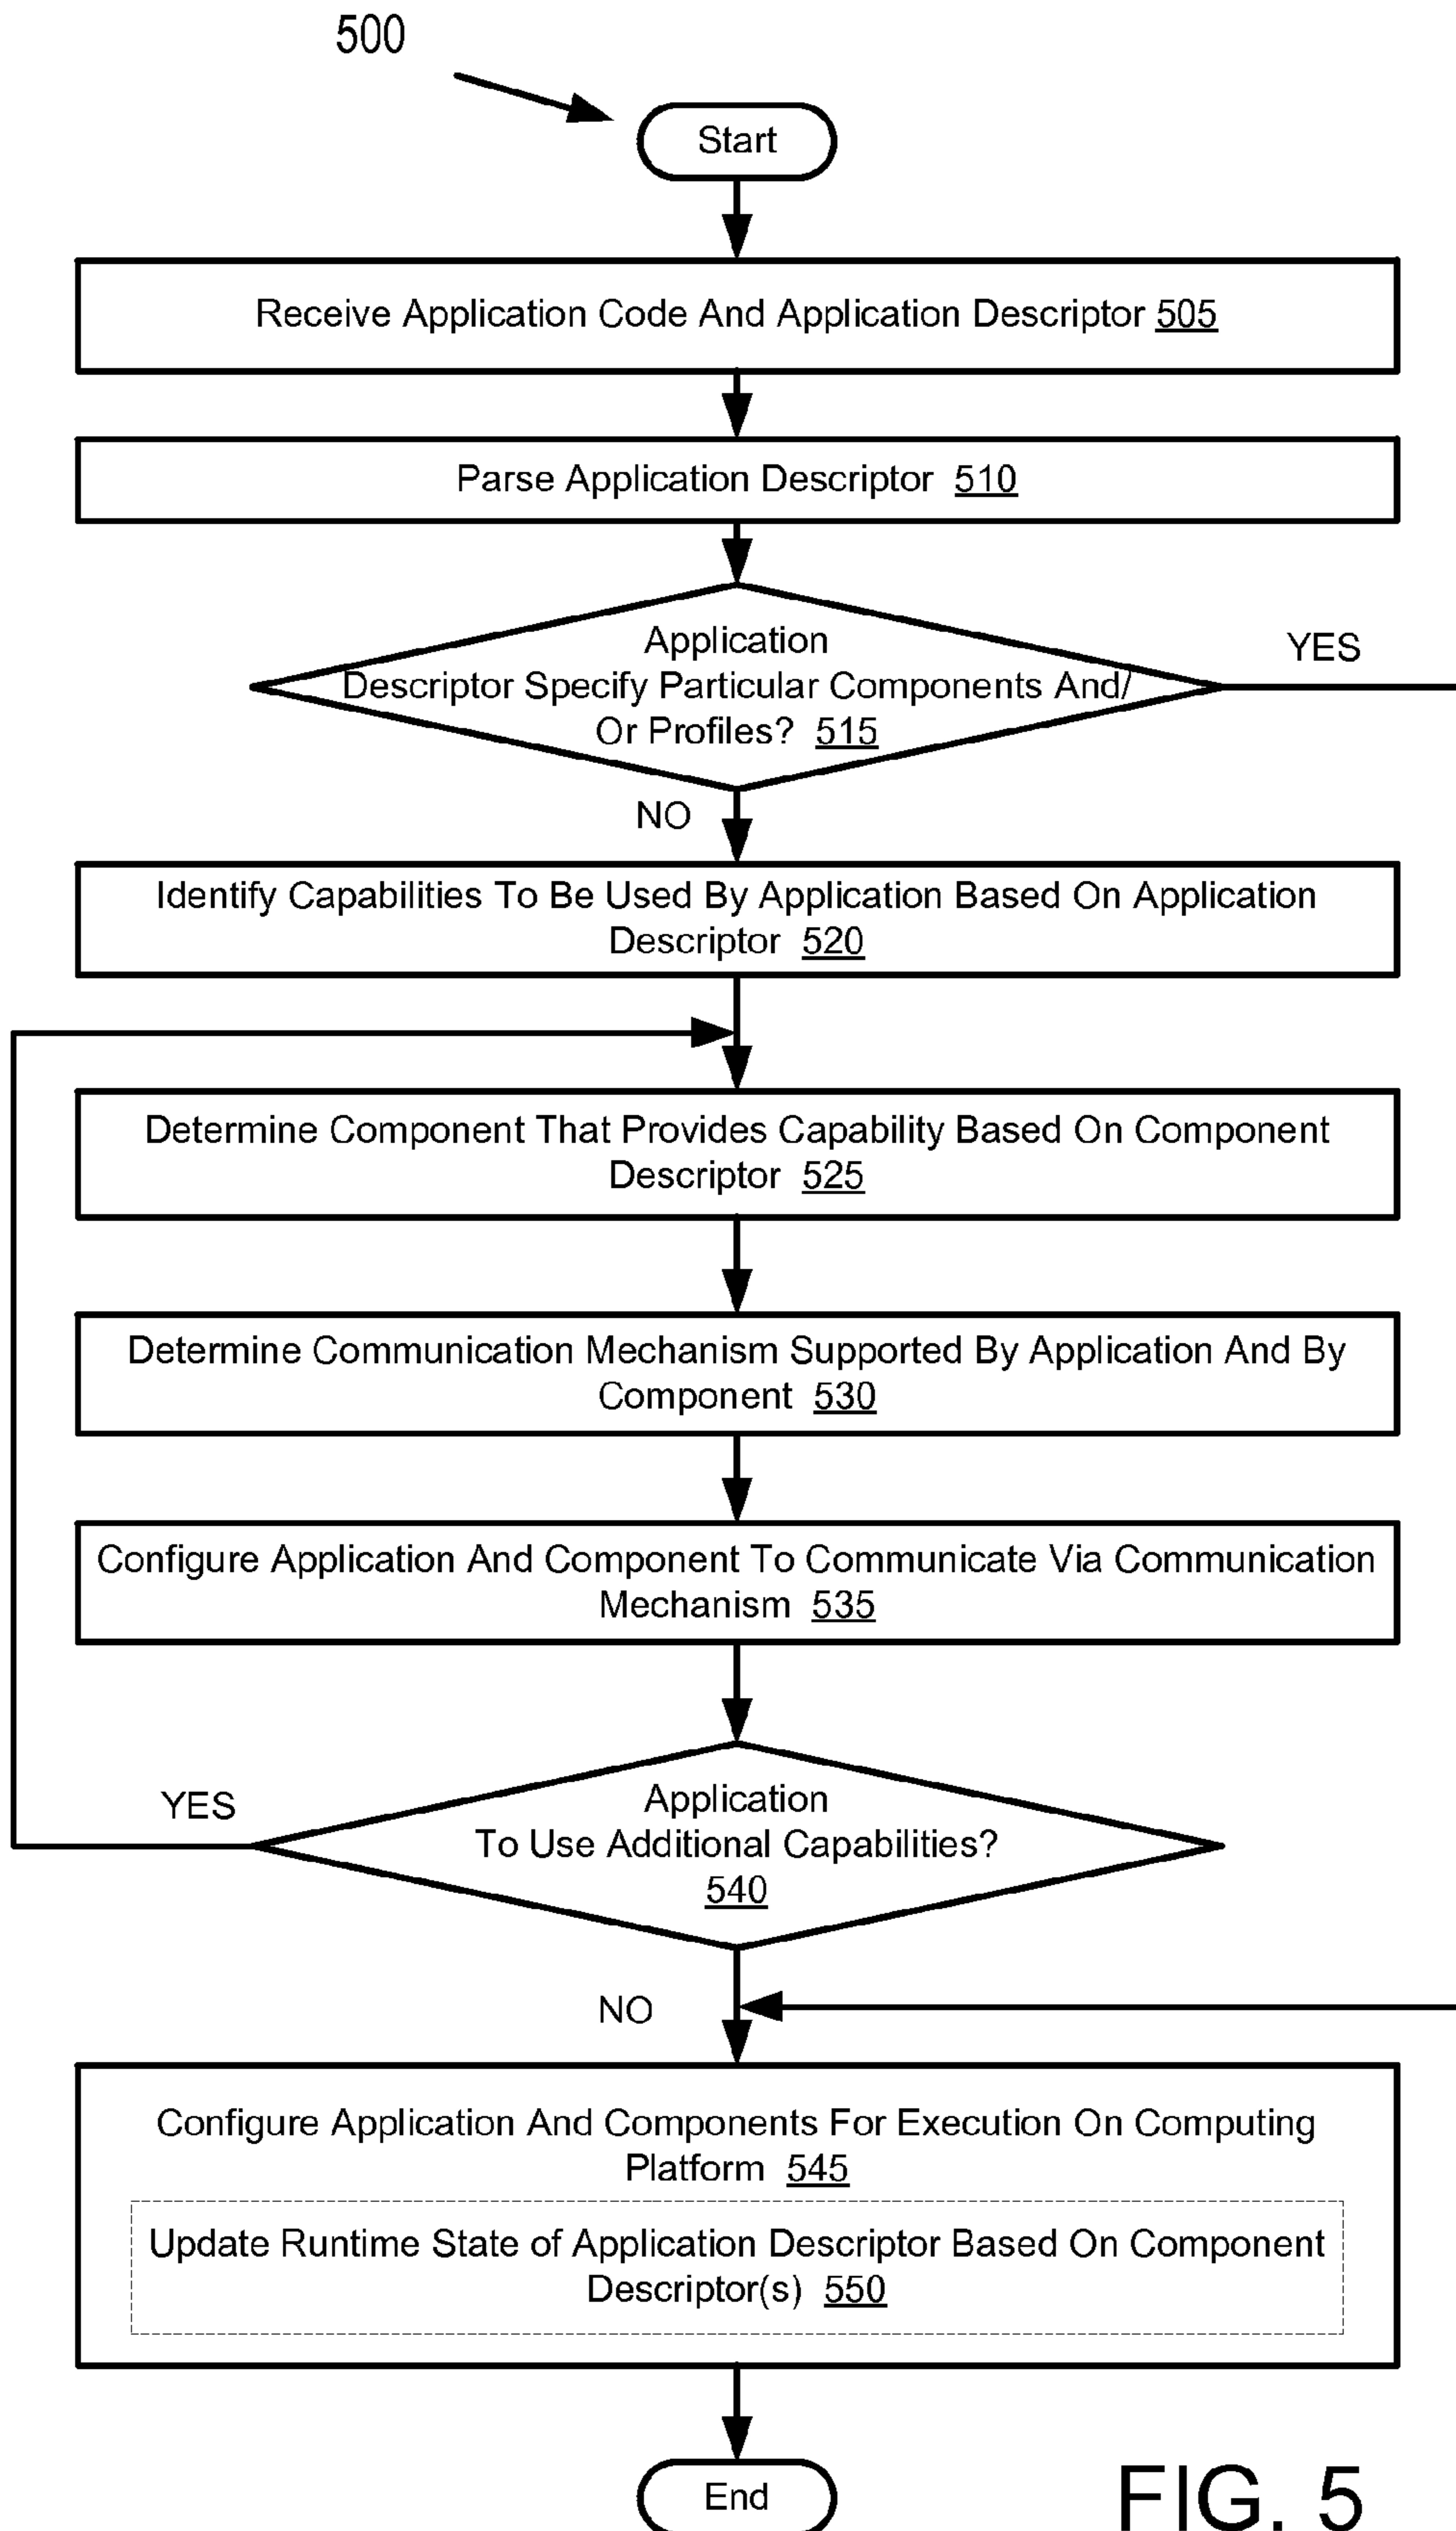 500
Start
Receive Application Code And Application Descriptor 505
Parse Application Descriptor 510
Application
Descriptor Specify Particular Components And/
Or Profiles? 515
YES
NO
Identify Capabilities To Be Used By Application Based On Application
Descriptor 520
Determine Component That Provides Capability Based On Component
Descriptor 525
Determine Communication Mechanism Supported By Application And By
Component 530
Configure Application And Component To Communicate Via Communication
Mechanism 535
YES
Application
To Use Additional Capabilities?
540
NO
Configure Application And Components For Execution On Computing
Platform 545
Update Runtime State of Application Descriptor Based On Component
Descriptor(s) 550
End
FIG. 5